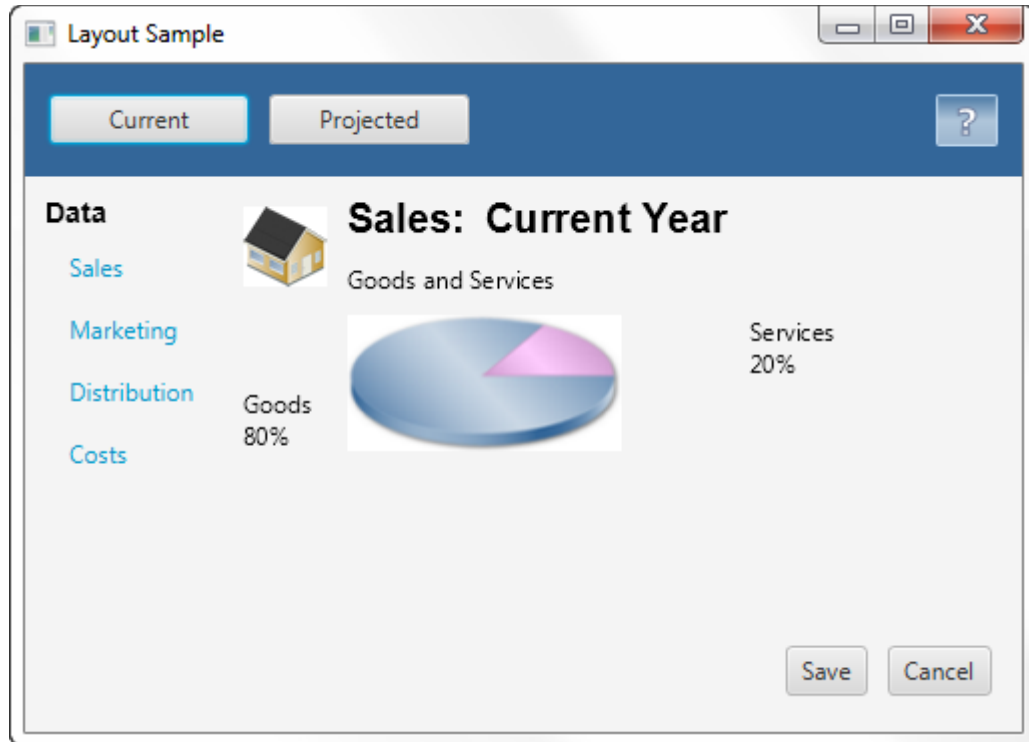 Layout Sample
Current
Projected
?
Data
Sales
Marketing
Distribution
Costs
Sales:  Current Year
Goods and Services
Services
20%
Goods
80%
Save
Cancel